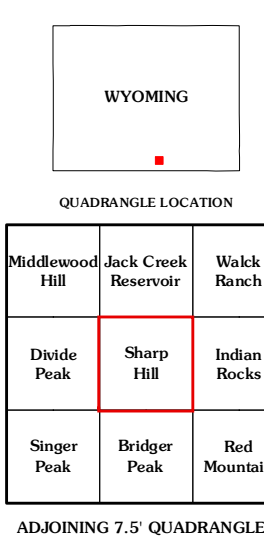 WYOMING
QUADRANGLE LOCATION
Middlewood Hill
Jack Creek Reservoir
Walck Ranch
Divide Peak
Sharp Hill
Indian Rocks
Singer Peak
Bridger Peak
Red Mountai
ADJOINING 7.5' QUADRANGLE